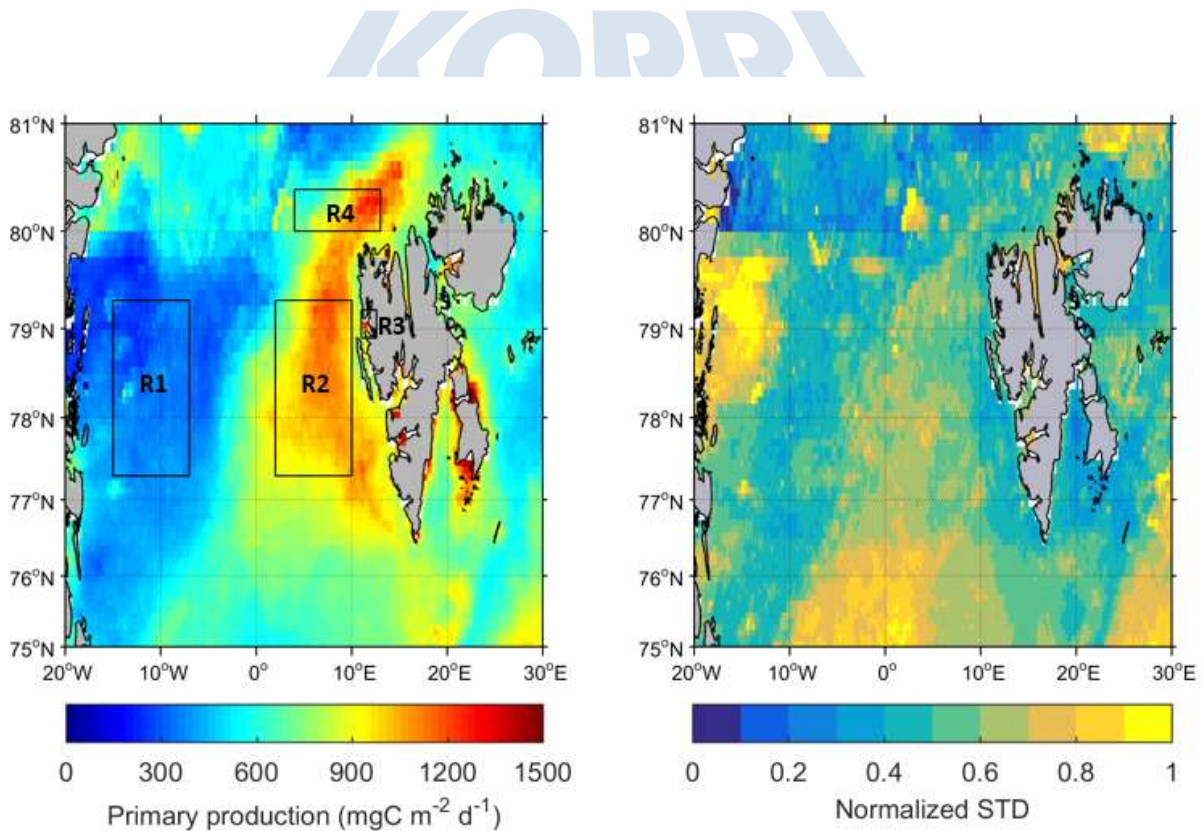 KOPRI
81°N
80°N
79°N
78°N
77°N
76°N
75°N
R4
R3
R1
R2
20°W
10°W
0°
10°E
20°E
30°E
0
300
600
900
1200
1500
Primary production (mgC m⁻² d⁻¹)
81°N
80°N
79°N
78°N
77°N
76°N
75°N
20°W
10°W
0°
10°E
20°E
30°E
0
0.2
0.4
0.6
0.8
1
Normalized STD